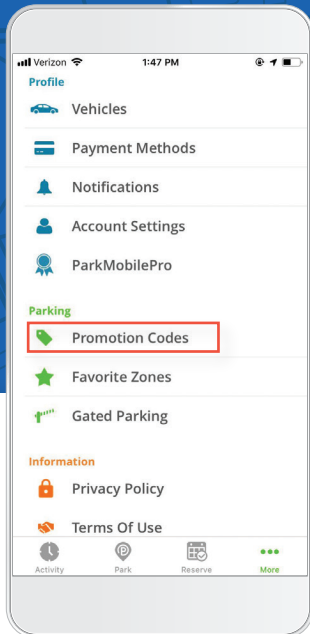 Verizon 1:47 PM
Profile
Vehicles
Payment Methods
Notifications
Account Settings
ParkMobilePro
Parking
Promotion Codes
Favorite Zones
Gated Parking
Information
Privacy Policy
Terms Of Use
Activity Park Reserve More